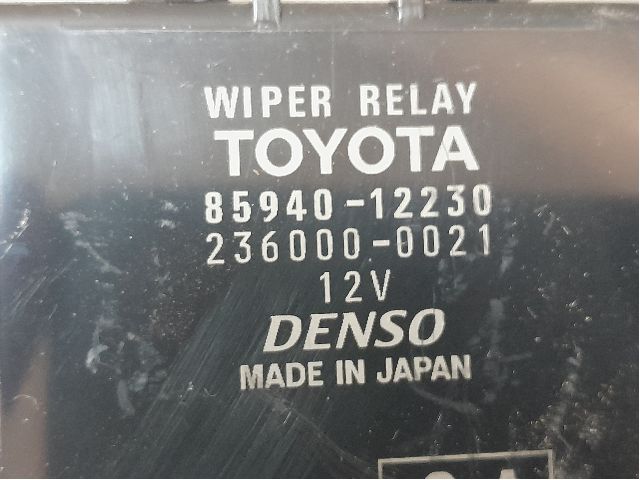 WIPER RELAY
TOYOTA
85940-12230
236000-0021
12V
DENSO
MADE IN JAPAN